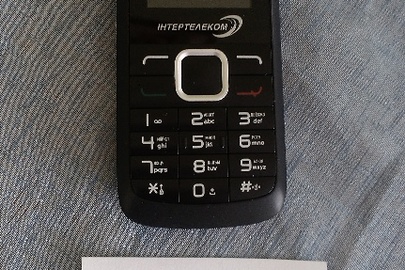 ІНТЕРТЕЛЕКОМ
1 ∞
2 abc
3 def
4 ghi
5 jkl
6 mno
7 pqrs
8 tuv
9 wxyz
*
0
#